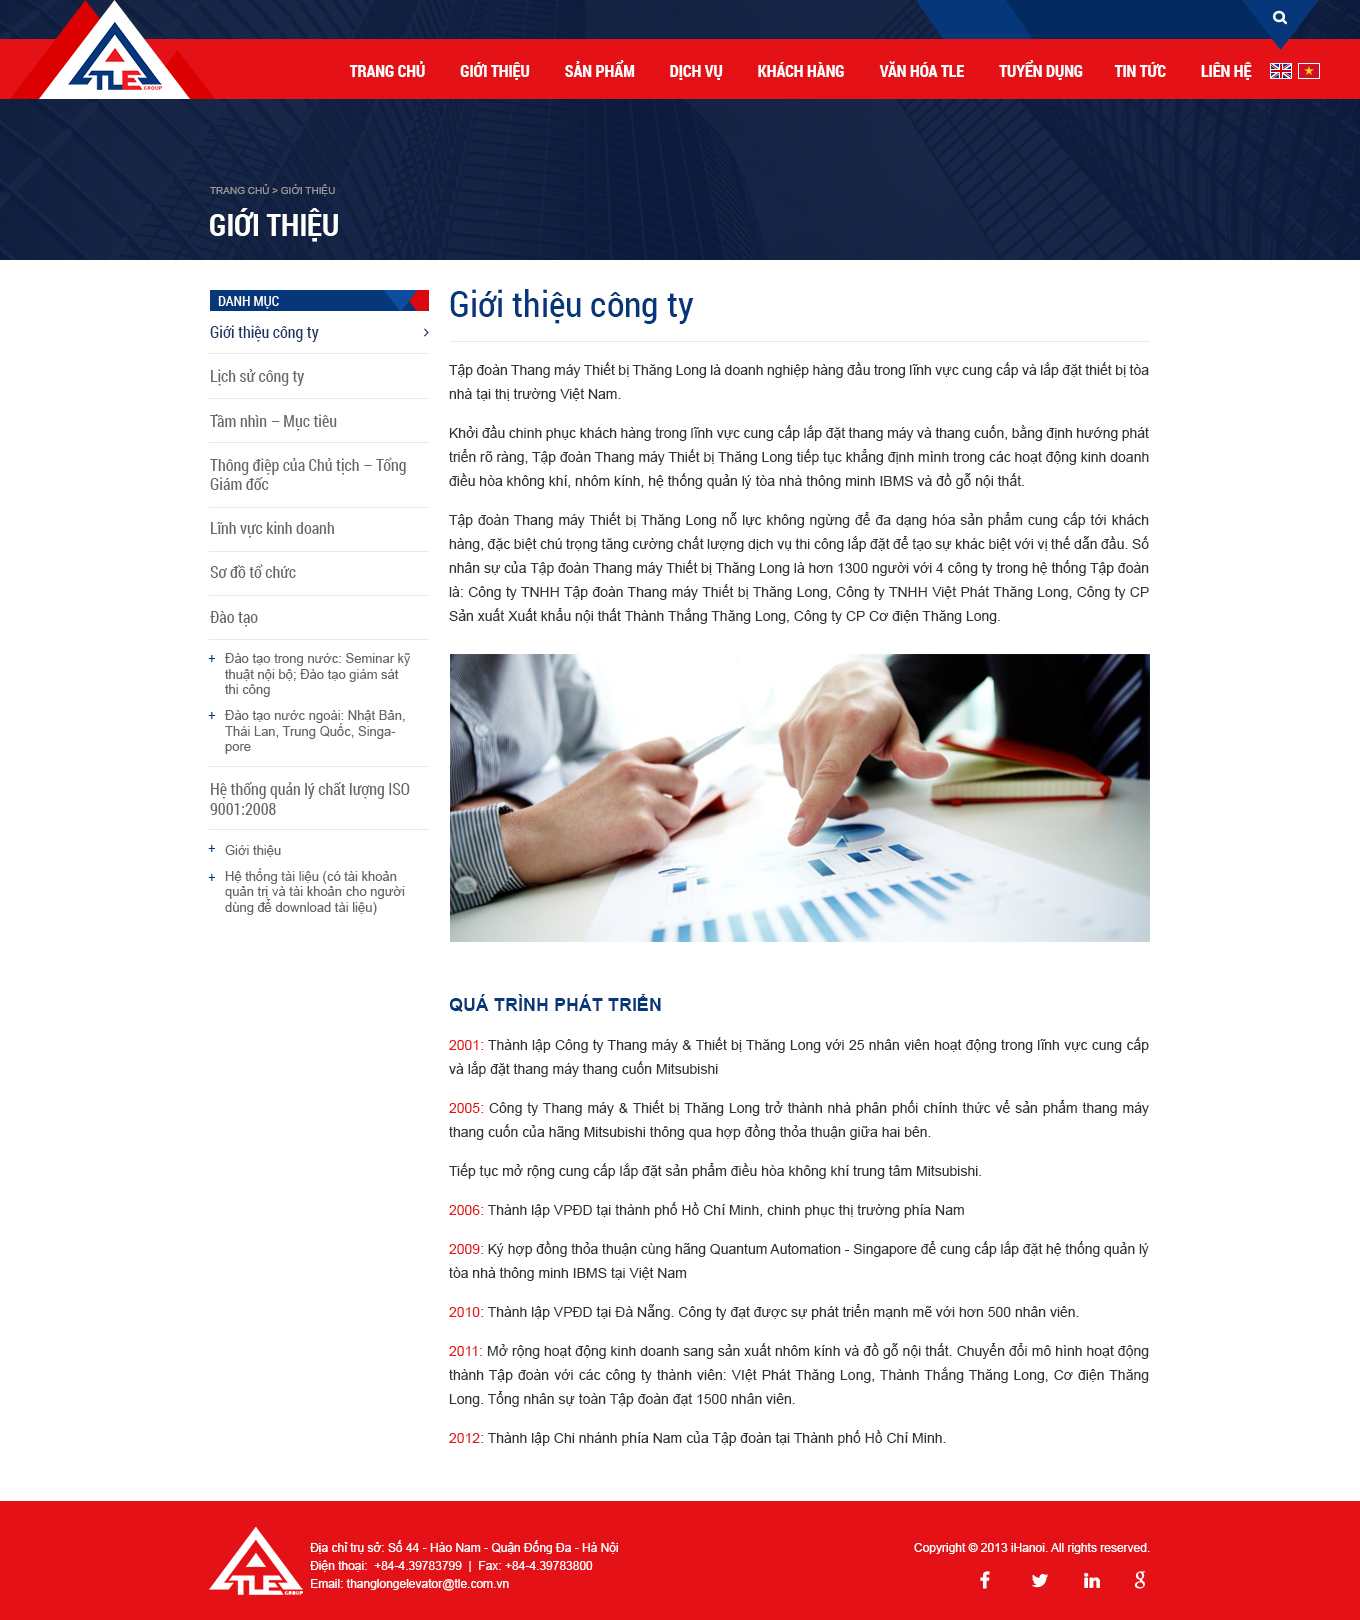 TLE GROUP
TRANG CHỦ GIỚI THIỆU SẢN PHẨM DỊCH VỤ KHÁCH HÀNG VĂN HÓA TLE TUYỂN DỤNG TIN TỨC LIÊN HỆ
TRANG CHỦ > GIỚI THIỆU
GIỚI THIỆU
DANH MỤC
Giới thiệu công ty
Lịch sử công ty
Tầm nhìn – Mục tiêu
Thông điệp của Chủ tịch – Tổng
Giám đốc
Lĩnh vực kinh doanh
Sơ đồ tổ chức
Đào tạo
+ Đào tạo trong nước: Seminar kỹ
thuật nội bộ; Đào tạo giám sát
thi công
+ Đào tạo nước ngoài: Nhật Bản,
Thái Lan, Trung Quốc, Singa-
pore
Hệ thống quản lý chất lượng ISO
9001:2008
+ Giới thiệu
+ Hệ thống tài liệu (có tài khoản
quản trị và tài khoản cho người
dùng để download tài liệu)
Giới thiệu công ty
Tập đoàn Thang máy Thiết bị Thăng Long là doanh nghiệp hàng đầu trong lĩnh vực cung cấp và lắp đặt thiết bị tòa
nhà tại thị trường Việt Nam.
Khởi đầu chinh phục khách hàng trong lĩnh vực cung cấp lắp đặt thang máy và thang cuốn, bằng định hướng phát
triển rõ ràng, Tập đoàn Thang máy Thiết bị Thăng Long tiếp tục khẳng định mình trong các hoạt động kinh doanh
điều hòa không khí, nhôm kính, hệ thống quản lý tòa nhà thông minh IBMS và đồ gỗ nội thất.
Tập đoàn Thang máy Thiết bị Thăng Long nỗ lực không ngừng để đa dạng hóa sản phẩm cung cấp tới khách
hàng, đặc biệt chú trọng tăng cường chất lượng dịch vụ thi công lắp đặt để tạo sự khác biệt với vị thế dẫn đầu. Số
nhân sự của Tập đoàn Thang máy Thiết bị Thăng Long là hơn 1300 người với 4 công ty trong hệ thống Tập đoàn
là: Công ty TNHH Tập đoàn Thang máy Thiết bị Thăng Long, Công ty TNHH Việt Phát Thăng Long, Công ty CP
Sản xuất Xuất khẩu nội thất Thành Thắng Thăng Long, Công ty CP Cơ điện Thăng Long.
QUÁ TRÌNH PHÁT TRIỂN
2001: Thành lập Công ty Thang máy & Thiết bị Thăng Long với 25 nhân viên hoạt động trong lĩnh vực cung cấp
và lắp đặt thang máy thang cuốn Mitsubishi
2005: Công ty Thang máy & Thiết bị Thăng Long trở thành nhà phân phối chính thức về sản phẩm thang máy
thang cuốn của hãng Mitsubishi thông qua hợp đồng thỏa thuận giữa hai bên.
Tiếp tục mở rộng cung cấp lắp đặt sản phẩm điều hòa không khí trung tâm Mitsubishi.
2006: Thành lập VPĐD tại thành phố Hồ Chí Minh, chinh phục thị trường phía Nam
2009: Ký hợp đồng thỏa thuận cùng hãng Quantum Automation - Singapore để cung cấp lắp đặt hệ thống quản lý
tòa nhà thông minh IBMS tại Việt Nam
2010: Thành lập VPĐD tại Đà Nẵng. Công ty đạt được sự phát triển mạnh mẽ với hơn 500 nhân viên.
2011: Mở rộng hoạt động kinh doanh sang sản xuất nhôm kính và đồ gỗ nội thất. Chuyển đổi mô hình hoạt động
thành Tập đoàn với các công ty thành viên: VIệt Phát Thăng Long, Thành Thắng Thăng Long, Cơ điện Thăng
Long. Tổng nhân sự toàn Tập đoàn đạt 1500 nhân viên.
2012: Thành lập Chi nhánh phía Nam của Tập đoàn tại Thành phố Hồ Chí Minh.
TLE GROUP
Địa chỉ trụ sở: Số 44 - Hào Nam - Quận Đống Đa - Hà Nội
Điện thoại: +84-4.39783799 | Fax: +84-4.39783800
Email: thanglongelevator@tle.com.vn
Copyright © 2013 iHanoi. All rights reserved.